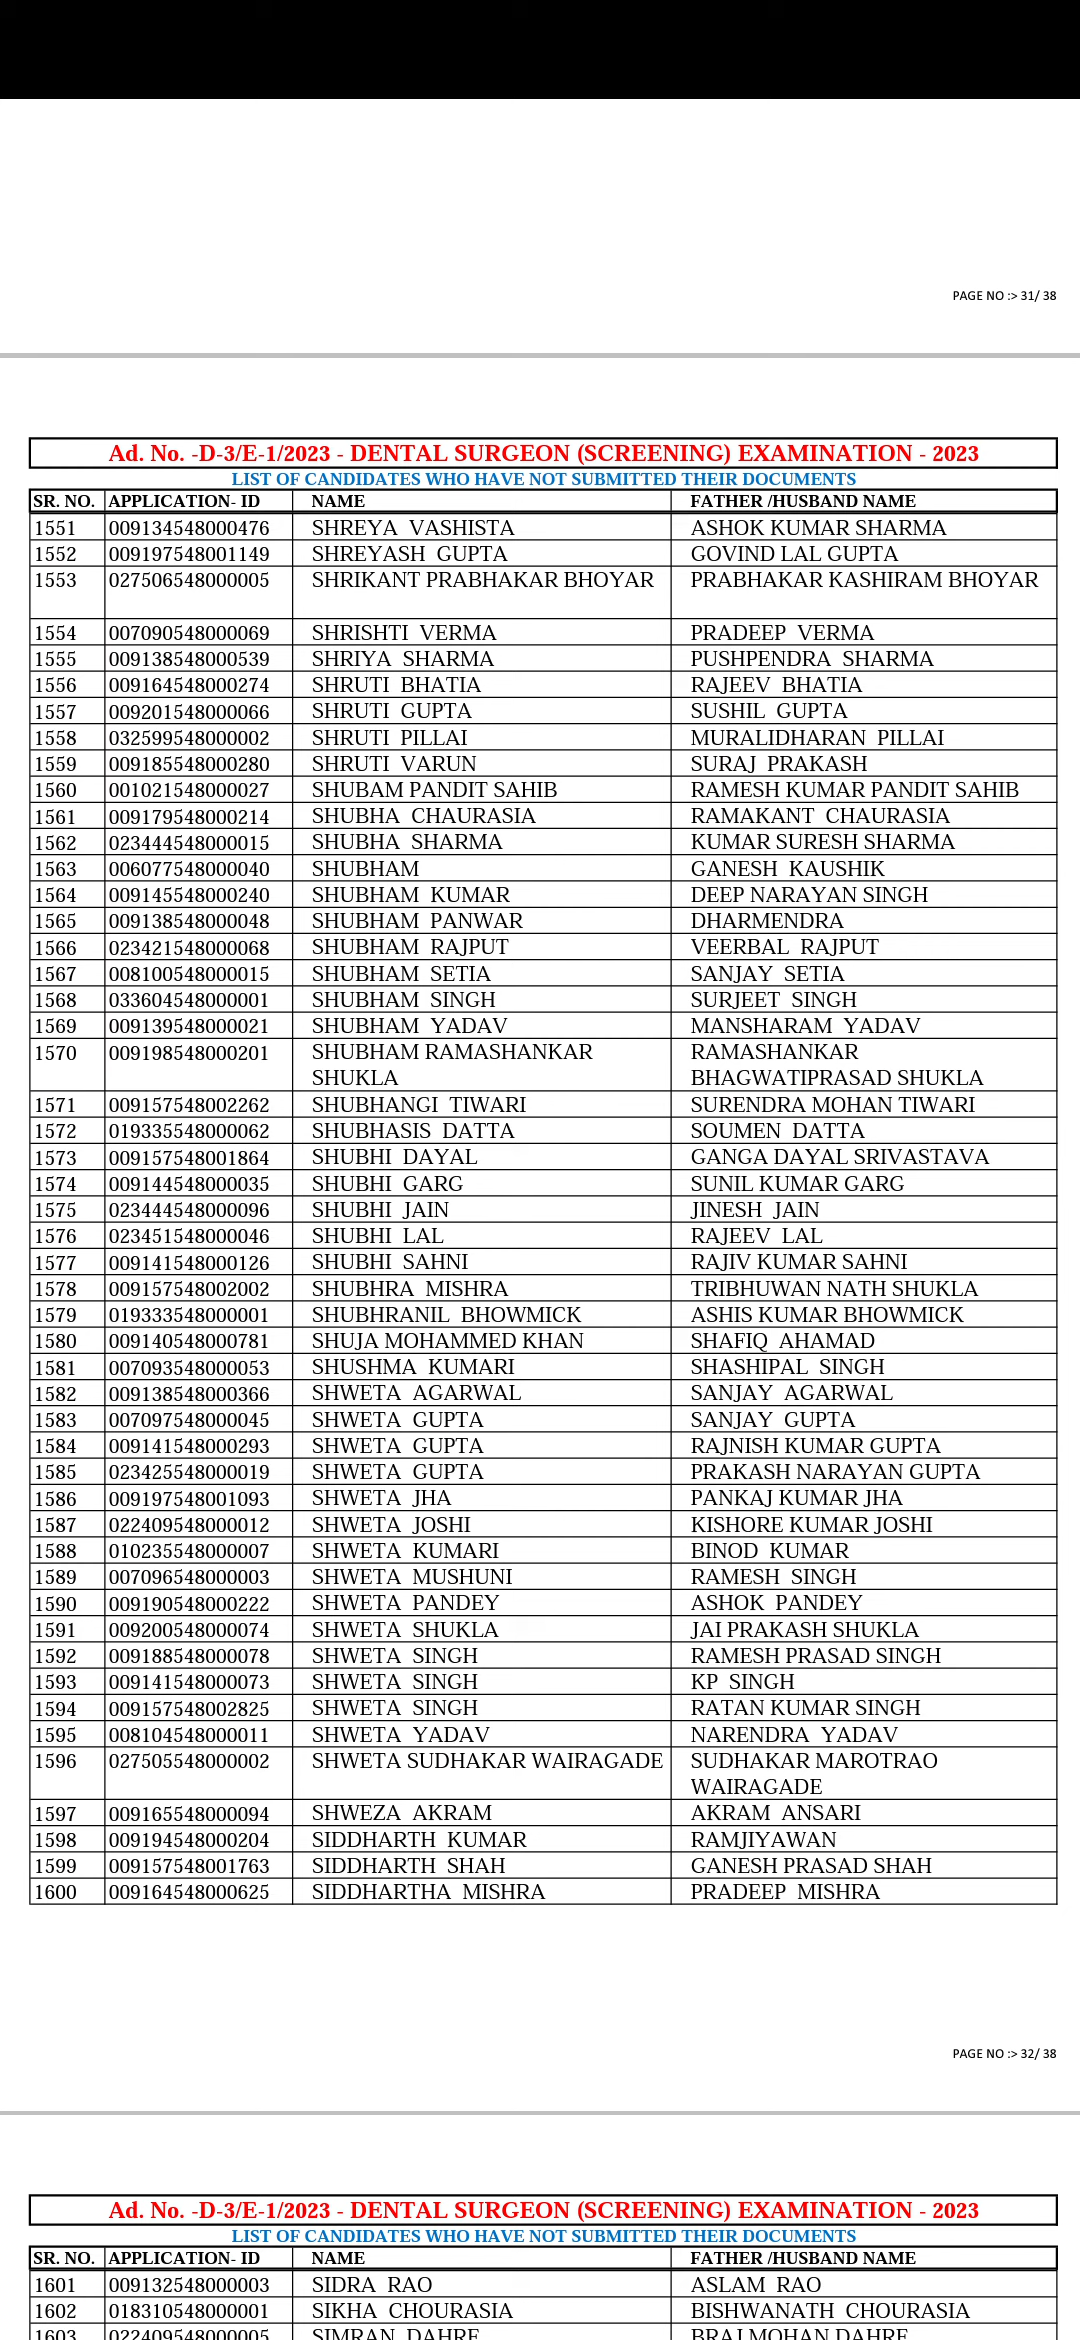 PAGE NO :> 31/ 38
Ad. No. -D-3/E-1/2023 - DENTAL SURGEON (SCREENING) EXAMINATION - 2023
LIST OF CANDIDATES WHO HAVE NOT SUBMITTED THEIR DOCUMENTS
SR. NO. APPLICATION- ID NAME FATHER /HUSBAND NAME
1551 009134548000476 SHREYA VASHISTA ASHOK KUMAR SHARMA
1552 009197548001149 SHREYASH GUPTA GOVIND LAL GUPTA
1553 027506548000005 SHRIKANT PRABHAKAR BHOYAR PRABHAKAR KASHIRAM BHOYAR
1554 007090548000069 SHRISHTI VERMA PRADEEP VERMA
1555 009138548000539 SHRIYA SHARMA PUSHPENDRA SHARMA
1556 009164548000274 SHRUTI BHATIA RAJEEV BHATIA
1557 009201548000066 SHRUTI GUPTA SUSHIL GUPTA
1558 032599548000002 SHRUTI PILLAI MURALIDHARAN PILLAI
1559 009185548000280 SHRUTI VARUN SURAJ PRAKASH
1560 001021548000027 SHUBAM PANDIT SAHIB RAMESH KUMAR PANDIT SAHIB
1561 009179548000214 SHUBHA CHAURASIA RAMAKANT CHAURASIA
1562 023444548000015 SHUBHA SHARMA KUMAR SURESH SHARMA
1563 006077548000040 SHUBHAM GANESH KAUSHIK
1564 009145548000240 SHUBHAM KUMAR DEEP NARAYAN SINGH
1565 009138548000048 SHUBHAM PANWAR DHARMENDRA
1566 023421548000068 SHUBHAM RAJPUT VEERBAL RAJPUT
1567 008100548000015 SHUBHAM SETIA SANJAY SETIA
1568 033604548000001 SHUBHAM SINGH SURJEET SINGH
1569 009139548000021 SHUBHAM YADAV MANSHARAM YADAV
1570 009198548000201 SHUBHAM RAMASHANKAR RAMASHANKAR
SHUKLA BHAGWATIPRASAD SHUKLA
1571 009157548002262 SHUBHANGI TIWARI SURENDRA MOHAN TIWARI
1572 019335548000062 SHUBHASIS DATTA SOUMEN DATTA
1573 009157548001864 SHUBHI DAYAL GANGA DAYAL SRIVASTAVA
1574 009144548000035 SHUBHI GARG SUNIL KUMAR GARG
1575 023444548000096 SHUBHI JAIN JINESH JAIN
1576 023451548000046 SHUBHI LAL RAJEEV LAL
1577 009141548000126 SHUBHI SAHNI RAJIV KUMAR SAHNI
1578 009157548002002 SHUBHRA MISHRA TRIBHUWAN NATH SHUKLA
1579 019333548000001 SHUBHRANIL BHOWMICK ASHIS KUMAR BHOWMICK
1580 009140548000781 SHUJA MOHAMMED KHAN SHAFIQ AHAMAD
1581 007093548000053 SHUSHMA KUMARI SHASHIPAL SINGH
1582 009138548000366 SHWETA AGARWAL SANJAY AGARWAL
1583 007097548000045 SHWETA GUPTA SANJAY GUPTA
1584 009141548000293 SHWETA GUPTA RAJNISH KUMAR GUPTA
1585 023425548000019 SHWETA GUPTA PRAKASH NARAYAN GUPTA
1586 009197548001093 SHWETA JHA PANKAJ KUMAR JHA
1587 022409548000012 SHWETA JOSHI KISHORE KUMAR JOSHI
1588 010235548000007 SHWETA KUMARI BINOD KUMAR
1589 007096548000003 SHWETA MUSHUNI RAMESH SINGH
1590 009190548000222 SHWETA PANDEY ASHOK PANDEY
1591 009200548000074 SHWETA SHUKLA JAI PRAKASH SHUKLA
1592 009188548000078 SHWETA SINGH RAMESH PRASAD SINGH
1593 009141548000073 SHWETA SINGH KP SINGH
1594 009157548002825 SHWETA SINGH RATAN KUMAR SINGH
1595 008104548000011 SHWETA YADAV NARENDRA YADAV
1596 027505548000002 SHWETA SUDHAKAR WAIRAGADE SUDHAKAR MAROTRAO
WAIRAGADE
1597 009165548000094 SHWEZA AKRAM AKRAM ANSARI
1598 009194548000204 SIDDHARTH KUMAR RAMJIYAWAN
1599 009157548001763 SIDDHARTH SHAH GANESH PRASAD SHAH
1600 009164548000625 SIDDHARTHA MISHRA PRADEEP MISHRA
PAGE NO :> 32/ 38
Ad. No. -D-3/E-1/2023 - DENTAL SURGEON (SCREENING) EXAMINATION - 2023
LIST OF CANDIDATES WHO HAVE NOT SUBMITTED THEIR DOCUMENTS
SR. NO. APPLICATION- ID NAME FATHER /HUSBAND NAME
1601 009132548000003 SIDRA RAO ASLAM RAO
1602 018310548000001 SIKHA CHOURASIA BISHWANATH CHOURASIA
1603 022409548000005 SIMRAN DAHRE BRAJ MOHAN DAHRE